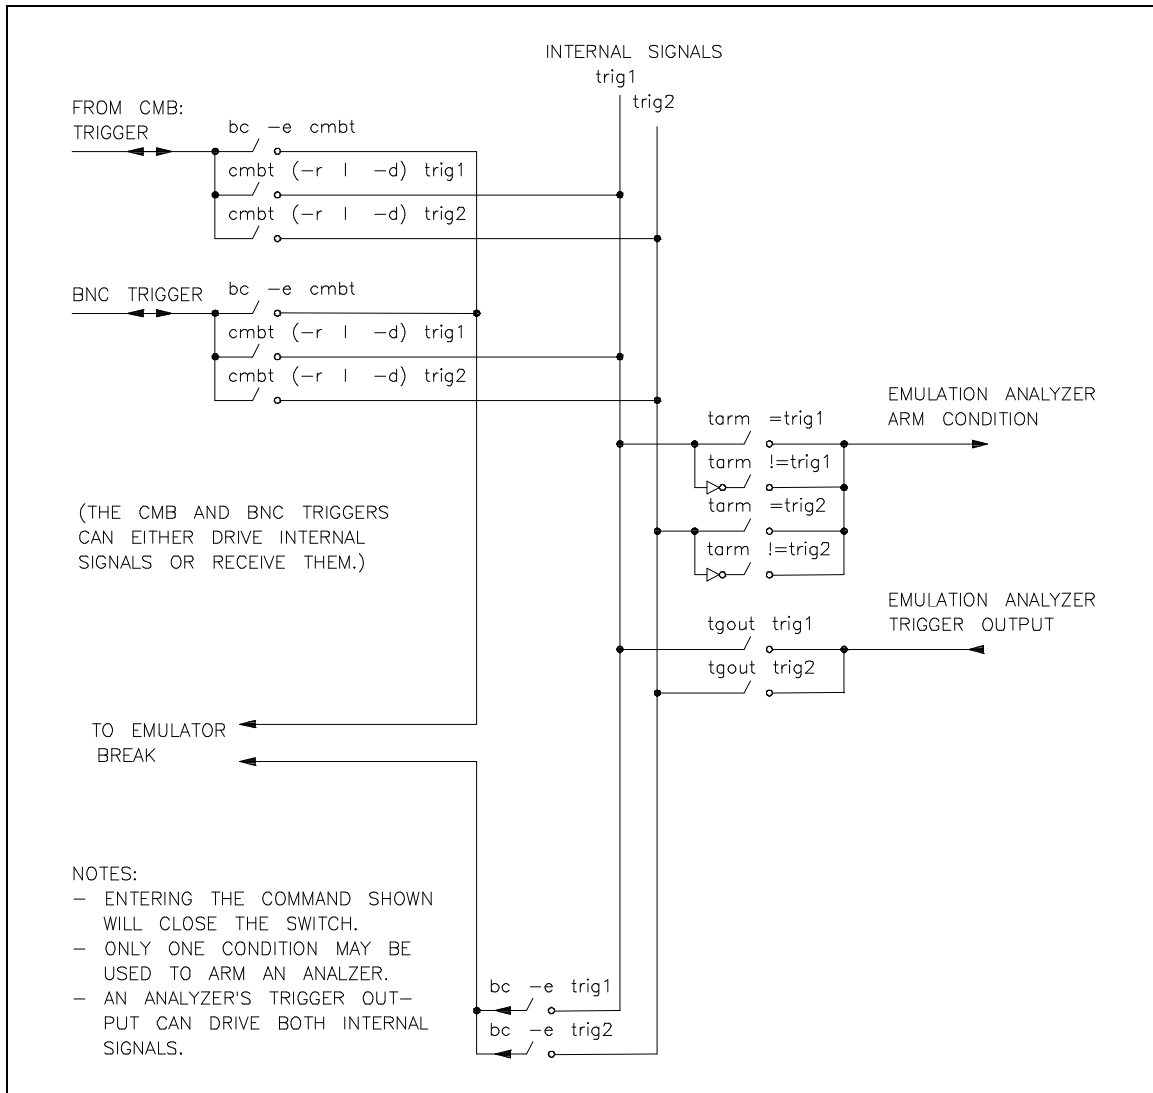 INTERNAL SIGNALS
trig1
trig2
FROM CMB:
TRIGGER
bc -e cmbt
cmbt (-r | -d) trig1
cmbt (-r | -d) trig2
BNC TRIGGER
bc -e cmbt
cmbt (-r | -d) trig1
cmbt (-r | -d) trig2
EMULATION ANALYZER
ARM CONDITION
tarm =trig1
tarm !=trig1
tarm =trig2
tarm !=trig2
(THE CMB AND BNC TRIGGERS
CAN EITHER DRIVE INTERNAL
SIGNALS OR RECEIVE THEM.)
EMULATION ANALYZER
TRIGGER OUTPUT
tgout trig1
tgout trig2
TO EMULATOR
BREAK
NOTES:
- ENTERING THE COMMAND SHOWN
WILL CLOSE THE SWITCH.
- ONLY ONE CONDITION MAY BE
USED TO ARM AN ANALZER.
- AN ANALYZER'S TRIGGER OUT-
PUT CAN DRIVE BOTH INTERNAL
SIGNALS.
bc -e trig1
bc -e trig2